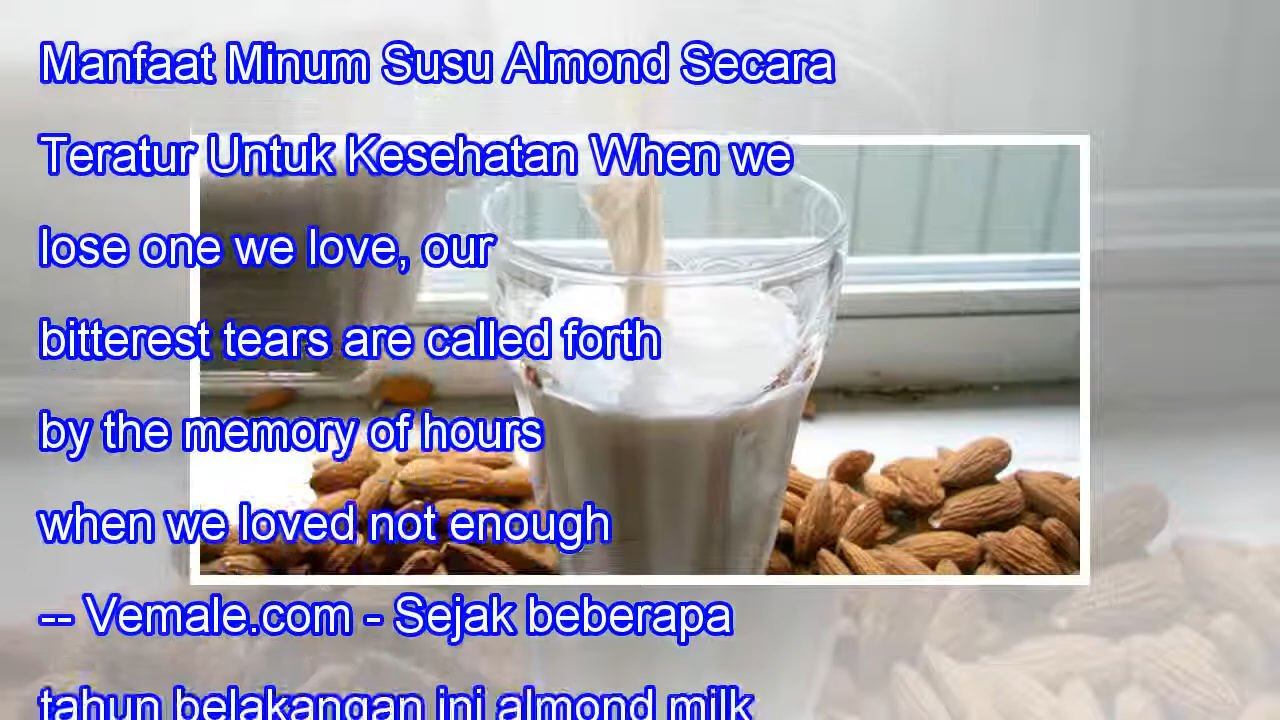 Manfaat Minum Susu Almond Secara
Teratur Untuk Kesehatan When we
lose one we love, our
bitterest tears are called forth
by the memory of hours
when we loved not enough
-- Vemale.com - Sejak beberapa
tahun belakangan ini almond milk